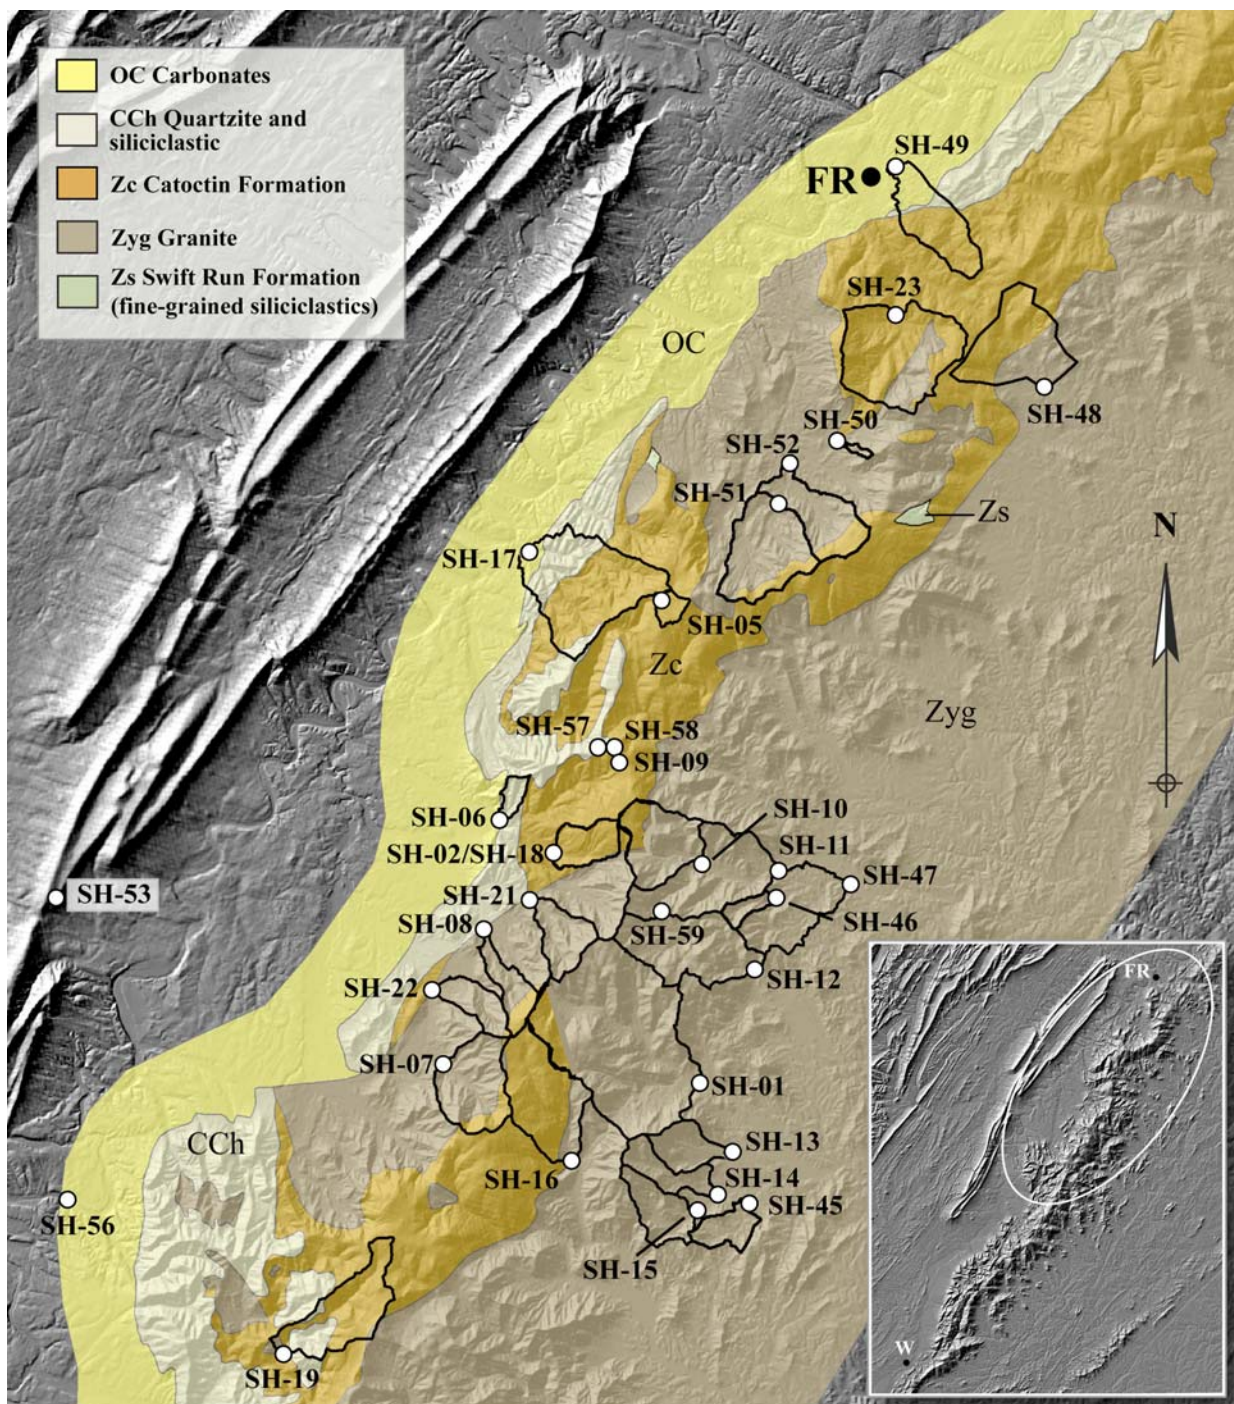 OC Carbonates
CCh Quartzite and
siliciclastic
Zc Catoctin Formation
Zyg Granite
Zs Swift Run Formation
(fine-grained siliciclastics)
SH-49
FR
SH-23
OC
SH-48
SH-50
SH-52
SH-51
Zs
N
SH-17
SH-05
Zc
Zyg
SH-57
SH-58
SH-09
SH-06
SH-10
SH-02/SH-18
SH-11
SH-21
SH-47
SH-53
SH-08
SH-59
SH-46
SH-12
SH-22
FR
SH-07
SH-01
CCh
SH-13
SH-16
SH-14
SH-45
SH-56
SH-15
W
SH-19